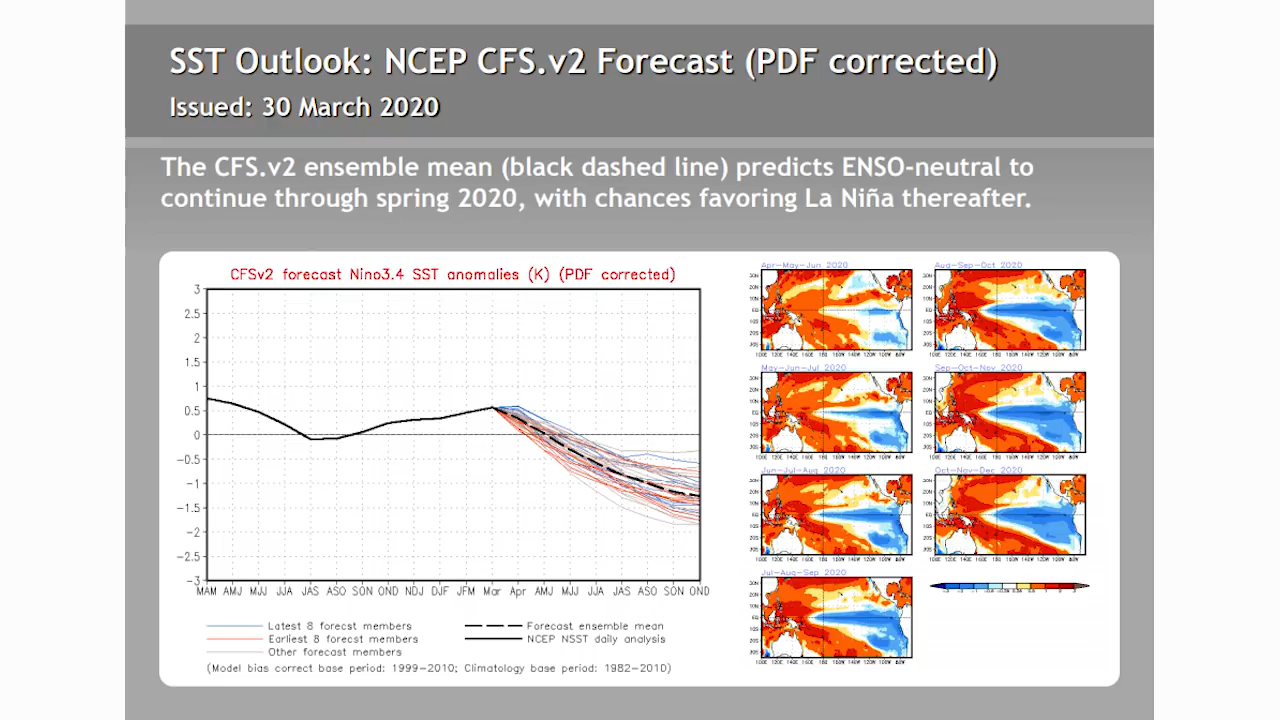 SST Outlook: NCEP CFS.v2 Forecast (PDF corrected)
Issued: 30 March 2020
The CFS.v2 ensemble mean (black dashed line) predicts ENSO-neutral to
continue through spring 2020, with chances favoring La Niña thereafter.
CFSv2 forecast Nino3.4 SST anomalies (K) (PDF corrected)
3
2.5
2
1.5
1
0.5
0
−0.5
−1
−1.5
−2
−2.5
−3
MAM AMJ MJJ JJA JAS ASO SON OND NDJ DJF JFM Mar Apr AMJ MJJ JJA JAS ASO SON OND
Latest 8 forecst members
Earliest 8 forecst members
Other forecast members
Forecast ensemble mean
NCEP NSST daily analysis
(Model bias correct base period: 1999−2010; Climatology base period: 1982−2010)
Apr−May−Jun 2020
May−Jun−Jul 2020
Jun−Jul−Aug 2020
Jul−Aug−Sep 2020
Aug−Sep−Oct 2020
Sep−Oct−Nov 2020
Oct−Nov−Dec 2020